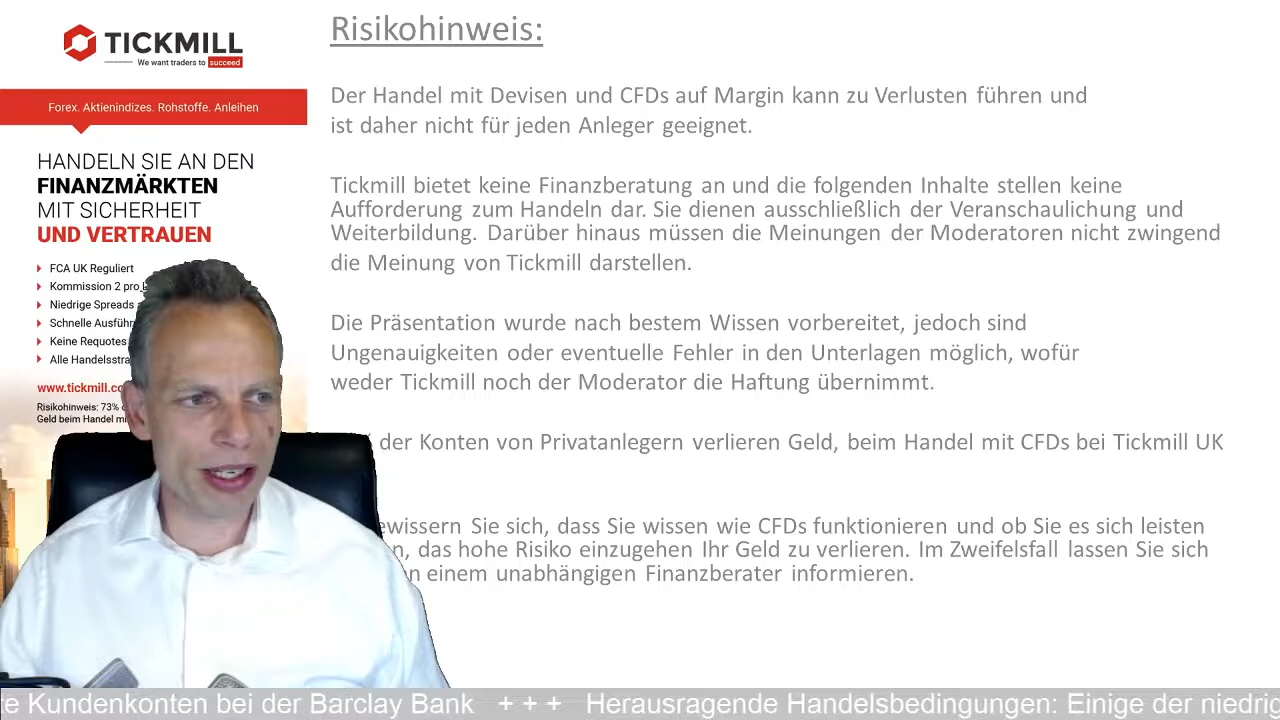 TICKMILL
We want traders to succeed
Forex. Aktienindizes. Rohstoffe. Anleihen
HANDELN SIE AN DEN
FINANZMÄRKTEN
MIT SICHERHEIT
UND VERTRAUEN
FCA UK Reguliert
Kommission 2 pro
Niedrige Spreads
Schnelle
Keine Requotes
Alle
Risikohinweis: 73%
Geld beim Handel
Risikohinweis:
Der Handel mit Devisen und CFDs auf Margin kann zu Verlusten führen und
ist daher nicht für jeden Anleger geeignet.
Tickmill bietet keine Finanzberatung an und die folgenden Inhalte stellen keine
Aufforderung zum Handeln dar. Sie dienen ausschließlich der Veranschaulichung und
Weiterbildung. Darüber hinaus müssen die Meinungen der Moderatoren nicht zwingend
die Meinung von Tickmill darstellen.
Die Präsentation wurde nach bestem Wissen vorbereitet, jedoch sind
Ungenauigkeiten oder eventuelle Fehler in den Unterlagen möglich, wofür
weder Tickmill noch der Moderator die Haftung übernimmt.
der Konten von Privatanlegern verlieren Geld, beim Handel mit CFDs bei Tickmill UK
Sie sich, dass Sie wissen wie CFDs funktionieren und ob Sie es sich leisten
das hohe Risiko einzugehen Ihr Geld zu verlieren. Im Zweifelsfall lassen Sie sich
einem unabhängigen Finanzberater informieren.
Kundenkonten bei der Barclay Bank + + + Herausragende Handelsbedingungen: Einige der